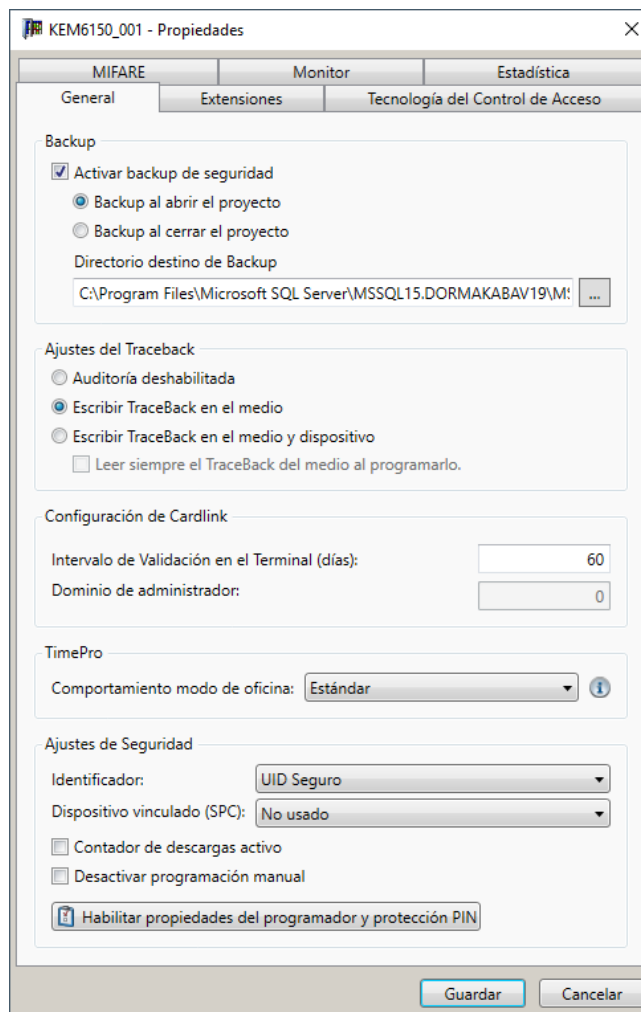 KEM6150_001 - Propiedades
MIFARE
Monitor
Estadística
General
Extensiones
Tecnología del Control de Acceso
Backup
Activar backup de seguridad
Backup al abrir el proyecto
Backup al cerrar el proyecto
Directorio destino de Backup
C:\Program Files\Microsoft SQL Server\MSSQL15.DORMAKABAV19\MS
...
Ajustes del Traceback
Auditoría deshabilitada
Escribir TraceBack en el medio
Escribir TraceBack en el medio y dispositivo
Leer siempre el TraceBack del medio al programarlo.
Configuración de Cardlink
Intervalo de Validación en el Terminal (días): 60
Dominio de administrador: 0
TimePro
Comportamiento modo de oficina: Estándar
Ajustes de Seguridad
Identificador: UID Seguro
Dispositivo vinculado (SPC): No usado
Contador de descargas activo
Desactivar programación manual
Habilitar propiedades del programador y protección PIN
Guardar
Cancelar